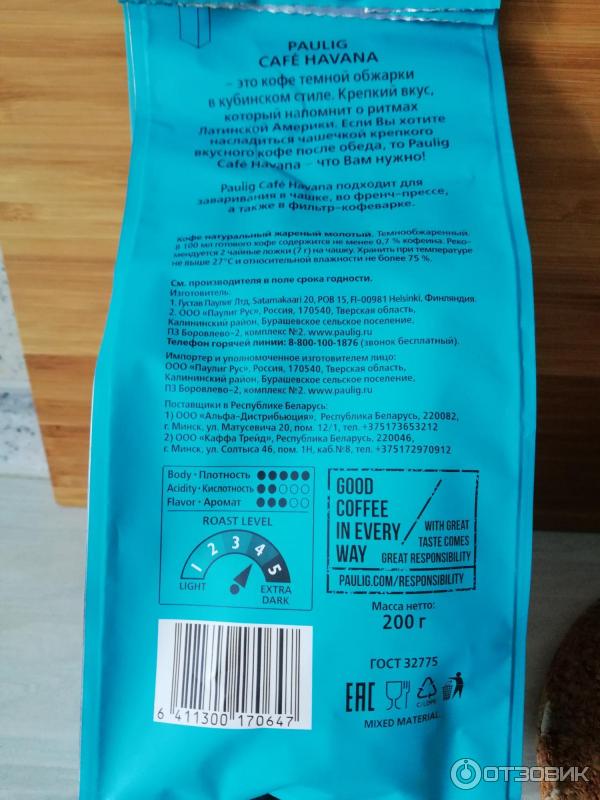 PAULIG
CAFÉ HAVANA
– это кофе темной обжарки
в кубинском стиле. Крепкий вкус,
который напомнит о ритмах
Латинской Америки. Если Вы хотите
насладиться чашечкой крепкого
вкусного кофе после обеда, то Paulig
Café Havana – что Вам нужно!
Paulig Café Havana подходит для
заваривания в чашке, во френч-прессе,
а также в фильтр-кофеварке.
Кофе натуральный жареный молотый. Темнообжаренный.
В 100 мл готового кофе содержится не менее 0,7 % кофеина. Реко-
мендуется 2 чайные ложки (7 г) на чашку. Хранить при температуре
не выше 27°С и относительной влажности не более 75 %.
См. производителя в поле срока годности.
Изготовитель:
1. Густав Паулиг Лтд, Satamakaari 20, POB 15, FI-00981 Helsinki, Финляндия.
2. ООО «Паулиг Рус», Россия, 170540, Тверская область,
Калининский район, Бурашевское сельское поселение,
ПЗ Боровлево-2, комплекс №2. www.paulig.ru
Телефон горячей линии: 8-800-100-1876 (звонок бесплатный).
Импортер и уполномоченное изготовителем лицо:
ООО «Паулиг Рус», Россия, 170540, Тверская область,
Калининский район, Бурашевское сельское поселение,
ПЗ Боровлево-2, комплекс №2. www.paulig.ru
Поставщики в Республике Беларусь:
1) ООО «Альфа-Дистрибьюция», Республика Беларусь, 220082,
г. Минск, ул. Матусевича 20, пом. 12/1, тел. +375173653212
2) ООО «Каффа Трейд», Республика Беларусь, 220046,
г. Минск, ул. Солтыса 46, пом. 1Н, каб.№8, тел. +375172970912
Body • Плотность
Acidity • Кислотность
Flavor • Аромат
ROAST LEVEL
1 2 3 4 5
LIGHT EXTRA
DARK
GOOD
COFFEE
IN EVERY
WAY
WITH GREAT
TASTE COMES
GREAT RESPONSIBILITY
PAULIG.COM/RESPONSIBILITY
Масса нетто:
200 г
ГОСТ 32775
EAC
C/LDPE
MIXED MATERIAL
6 411300 170647
ОТЗОВИК